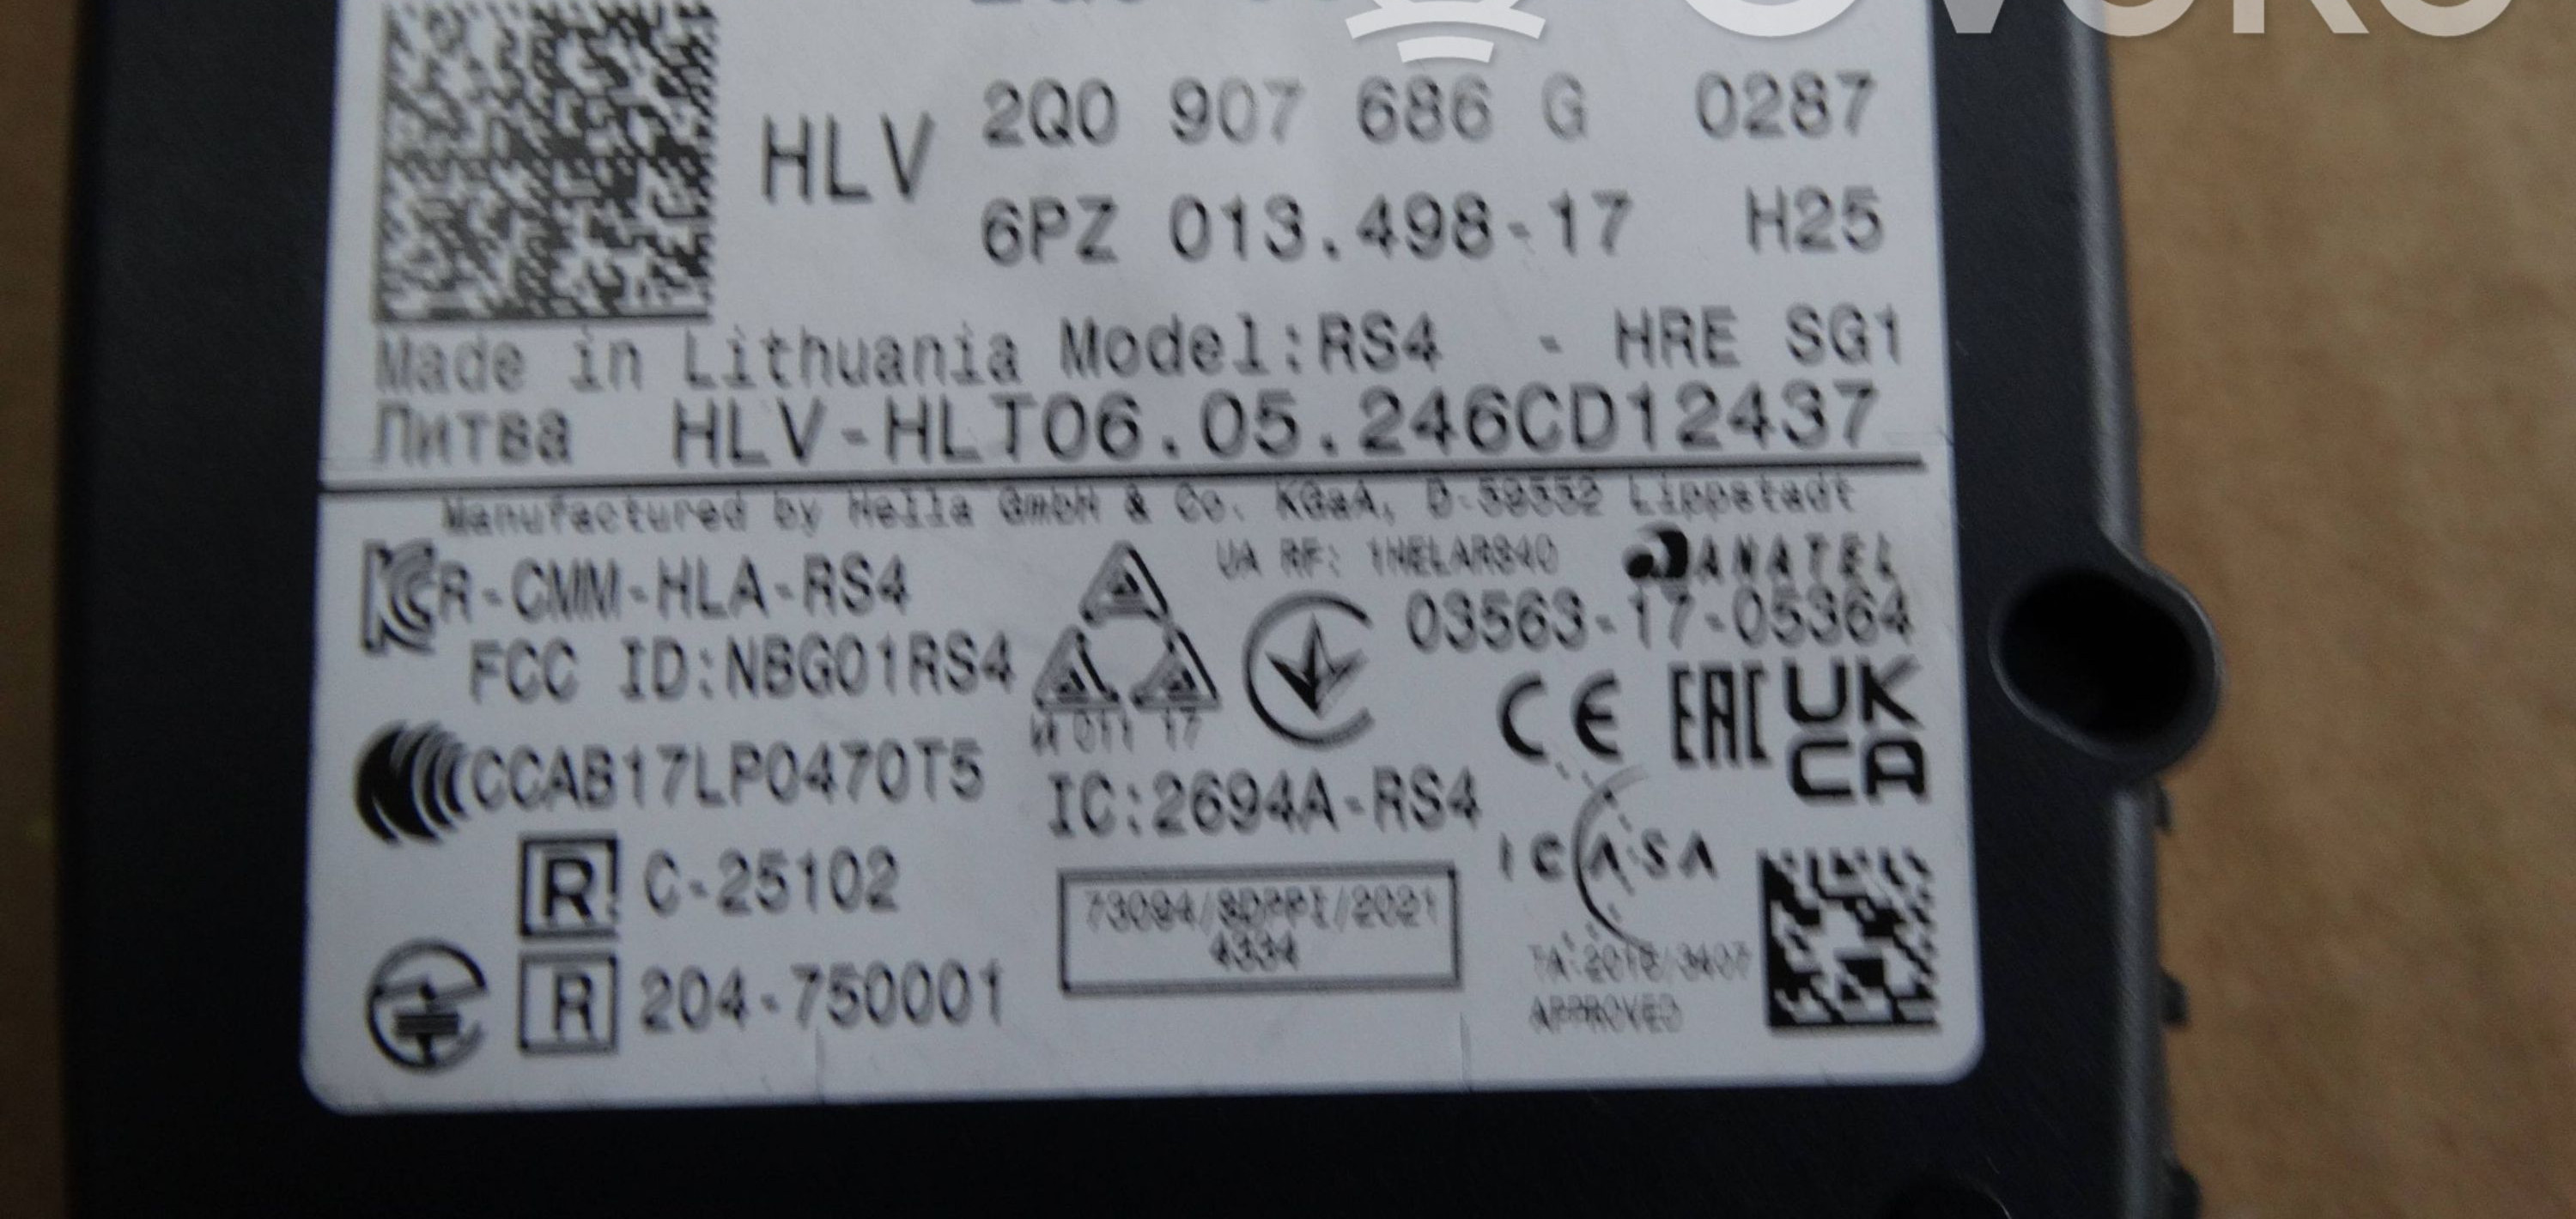 HLV
2Q0 907 686 G 0287
6PZ 013.498-17 H25
Made in Lithuania Model:RS4 - HRE SG1
Литва HLV-HLT06.05.246CD12437
Manufactured by Hella GmbH & Co. KGaA, D-59552 Lippstadt
R-CMM-HLA-RS4
UA RF: 1HELARS40
ANATEL
03563-17-05364
FCC ID:NBG01RS4
CE EAC UK CA
CCAB17LP0470T5
IC:2694A-RS4
ICASA
R C-25102
73094/SDPPI/2021
4334
TA-2018/3407
APPROVED
R 204-750001